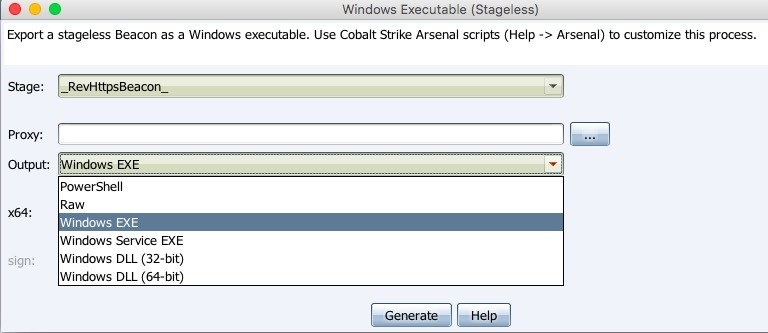 Windows Executable (Stageless)
Export a stageless Beacon as a Windows executable. Use Cobalt Strike Arsenal scripts (Help -> Arsenal) to customize this process.
Stage: _RevHttpsBeacon_
Proxy: ...
Output: Windows EXE
PowerShell
Raw
x64:
Windows EXE
Windows Service EXE
sign: Windows DLL (32-bit)
Windows DLL (64-bit)
Generate Help